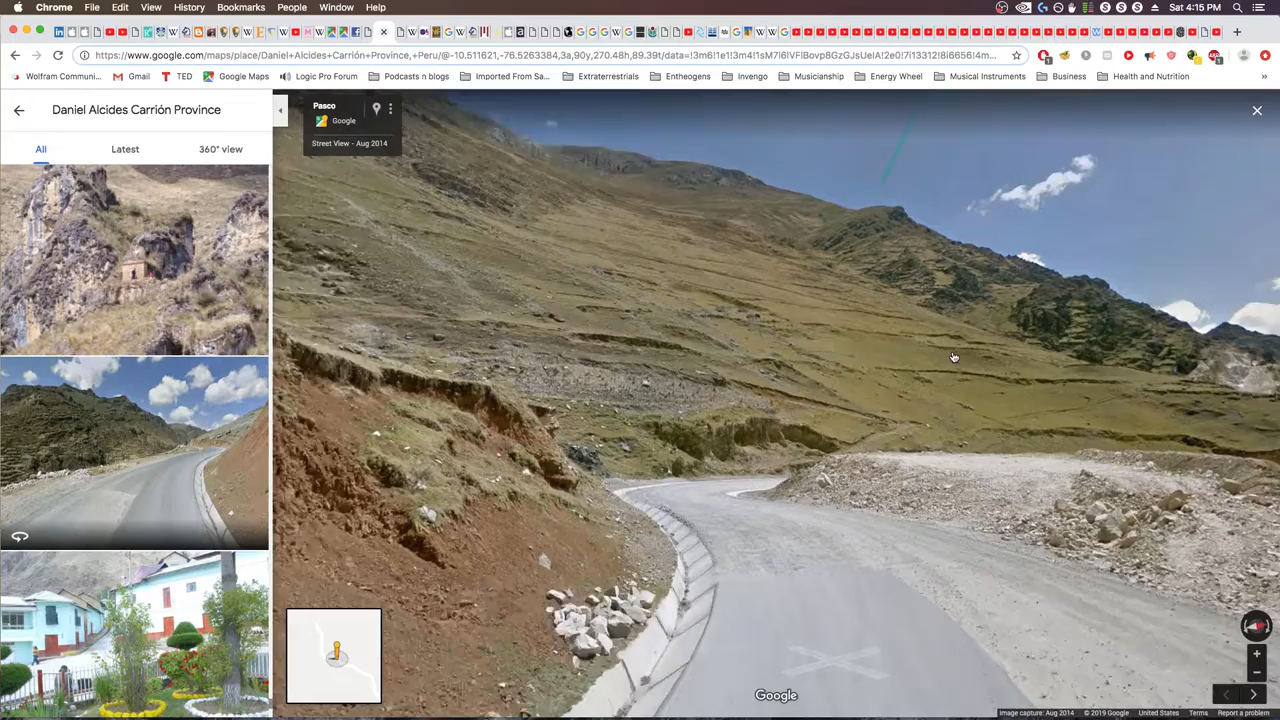 Chrome File Edit View History Bookmarks People Window Help
Sat 4:15 PM
https://www.google.com/maps/place/Daniel+Alcides+Carrión+Province,+Peru/@-10.511621,-76.5263384,3a,90y,270.48h,89.39t/data=
Wolfram Communit... Gmail TED Google Maps Logic Pro Forum Podcasts n blogs Imported From Sa... Extraterrestrials Entheogens Invengo Musicianship Energy Wheel Musical Instruments Business Health and Nutrition
Daniel Alcides Carrión Province
All Latest 360° view
Pasco
Google
Street View - Aug 2014
Google
Image capture: Aug 2014 © 2019 Google United States Terms Report a problem